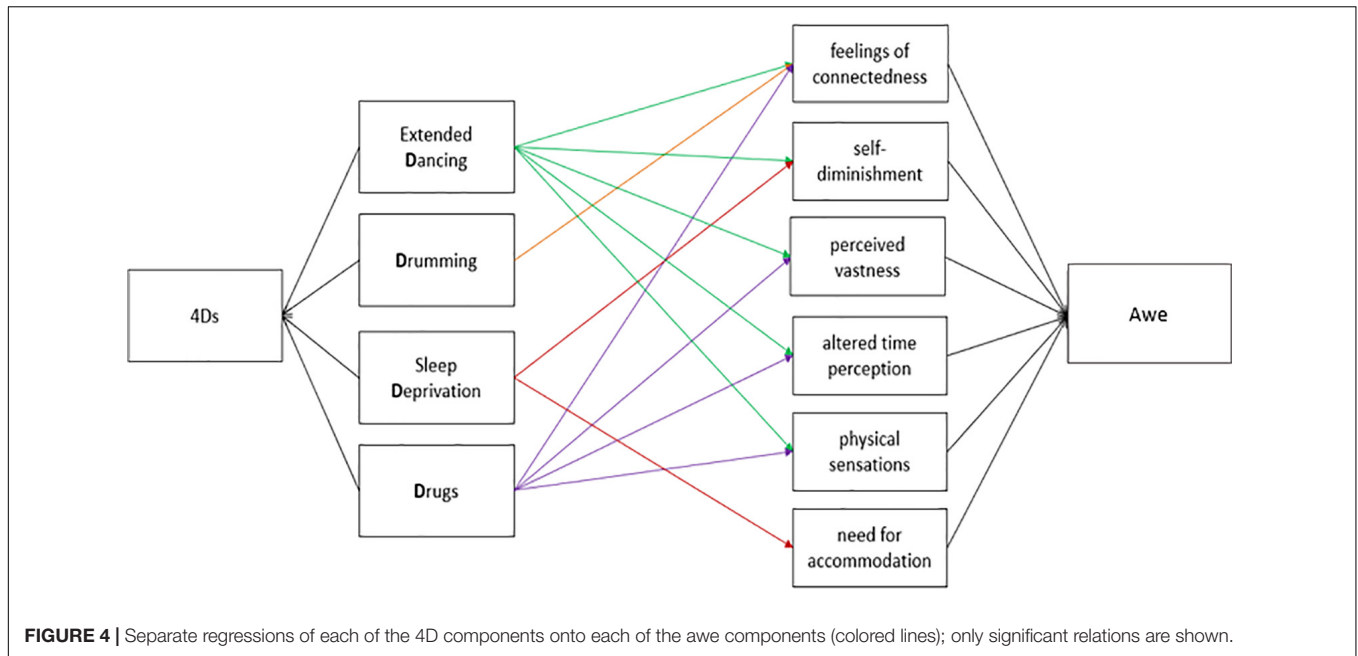 4Ds
Extended
Dancing
Drumming
Sleep
Deprivation
Drugs
feelings of
connectedness
self-
diminishment
perceived
vastness
altered time
perception
physical
sensations
need for
accommodation
Awe
FIGURE 4 | Separate regressions of each of the 4D components onto each of the awe components (colored lines); only significant relations are shown.